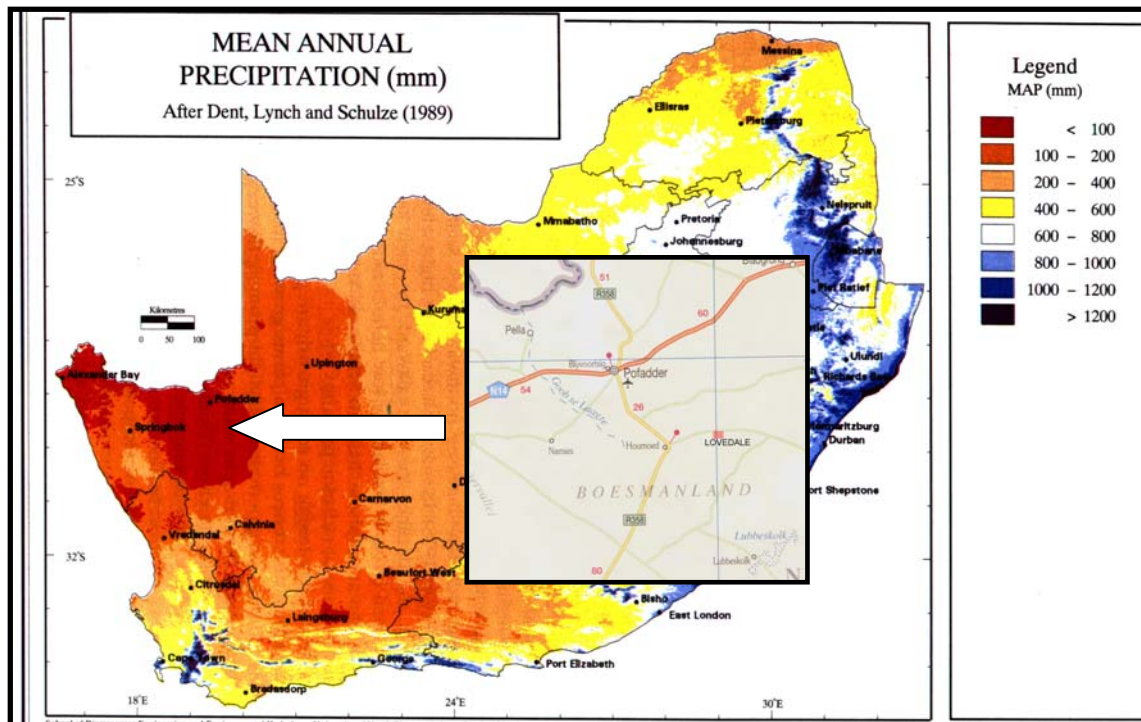 MEAN ANNUAL
PRECIPITATION (mm)
After Dent, Lynch and Schulze (1989)
Legend
MAP (mm)
< 100
100 – 200
200 – 400
400 – 600
600 – 800
800 – 1000
1000 – 1200
> 1200
Messina
Ellisras
Pietersburg
25°S
Nelspruit
Mmabatho
Pretoria
Johannesburg
Piet Retief
Kilometres
0 50 100
Upington
Ulundi
Alexander Bay
Richards Bay
Pofadder
Springbok
Durban
Carnarvon
Port Shepstone
Calvinia
Vredendal
32°S
Beaufort West
Citrusdal
Bisho
East London
Laingsburg
Cape Town
George
Port Elizabeth
Bredasdorp
18°E
24°E
30°E
51
R358
60
Pella
Pofadder
N14
54
26
Namies
Houmoed
LOVEDALE
BOESMANLAND
R358
Lubbeskolk
Lubbeskolk
80
N